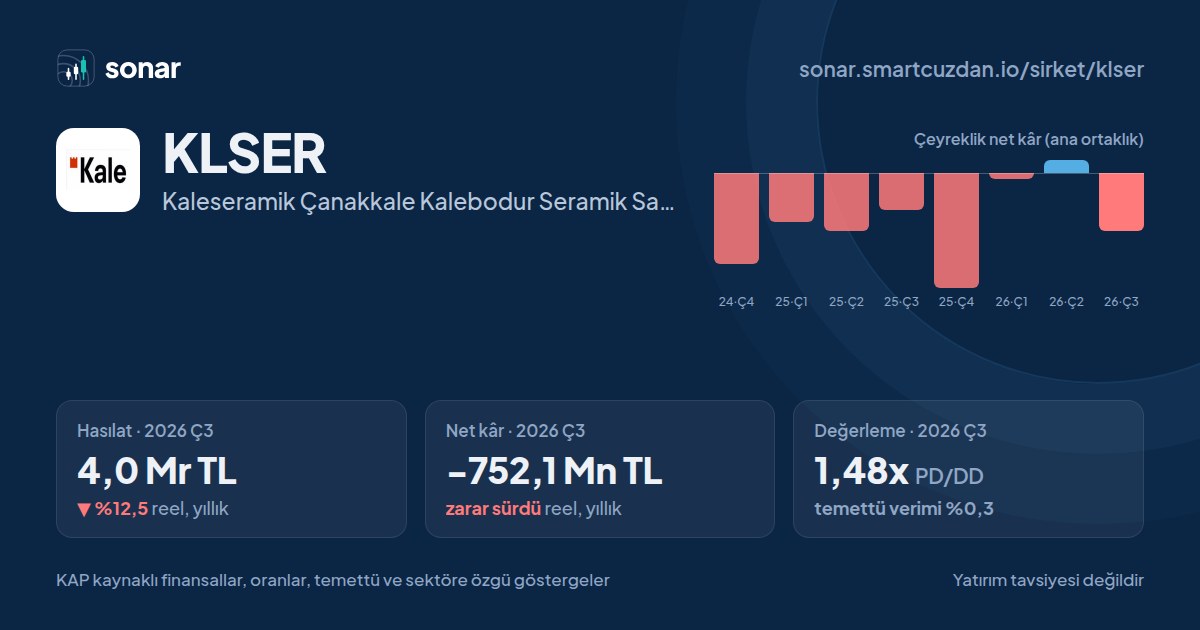 sonar
sonar.smartcuzdan.io/sirket/klser
Kale
KLSER
Kaleseramik Çanakkale Kalebodur Seramik Sa...
Çeyreklik net kâr (ana ortaklık)
24·Ç4 25·Ç1 25·Ç2 25·Ç3 25·Ç4 26·Ç1 26·Ç2 26·Ç3
Hasılat · 2026 Ç3
4,0 Mr TL
▼ %12,5 reel, yıllık
Net kâr · 2026 Ç3
−752,1 Mn TL
zarar sürdü reel, yıllık
Değerleme · 2026 Ç3
1,48x PD/DD
temettü verimi %0,3
KAP kaynaklı finansallar, oranlar, temettü ve sektöre özgü göstergeler
Yatırım tavsiyesi değildir